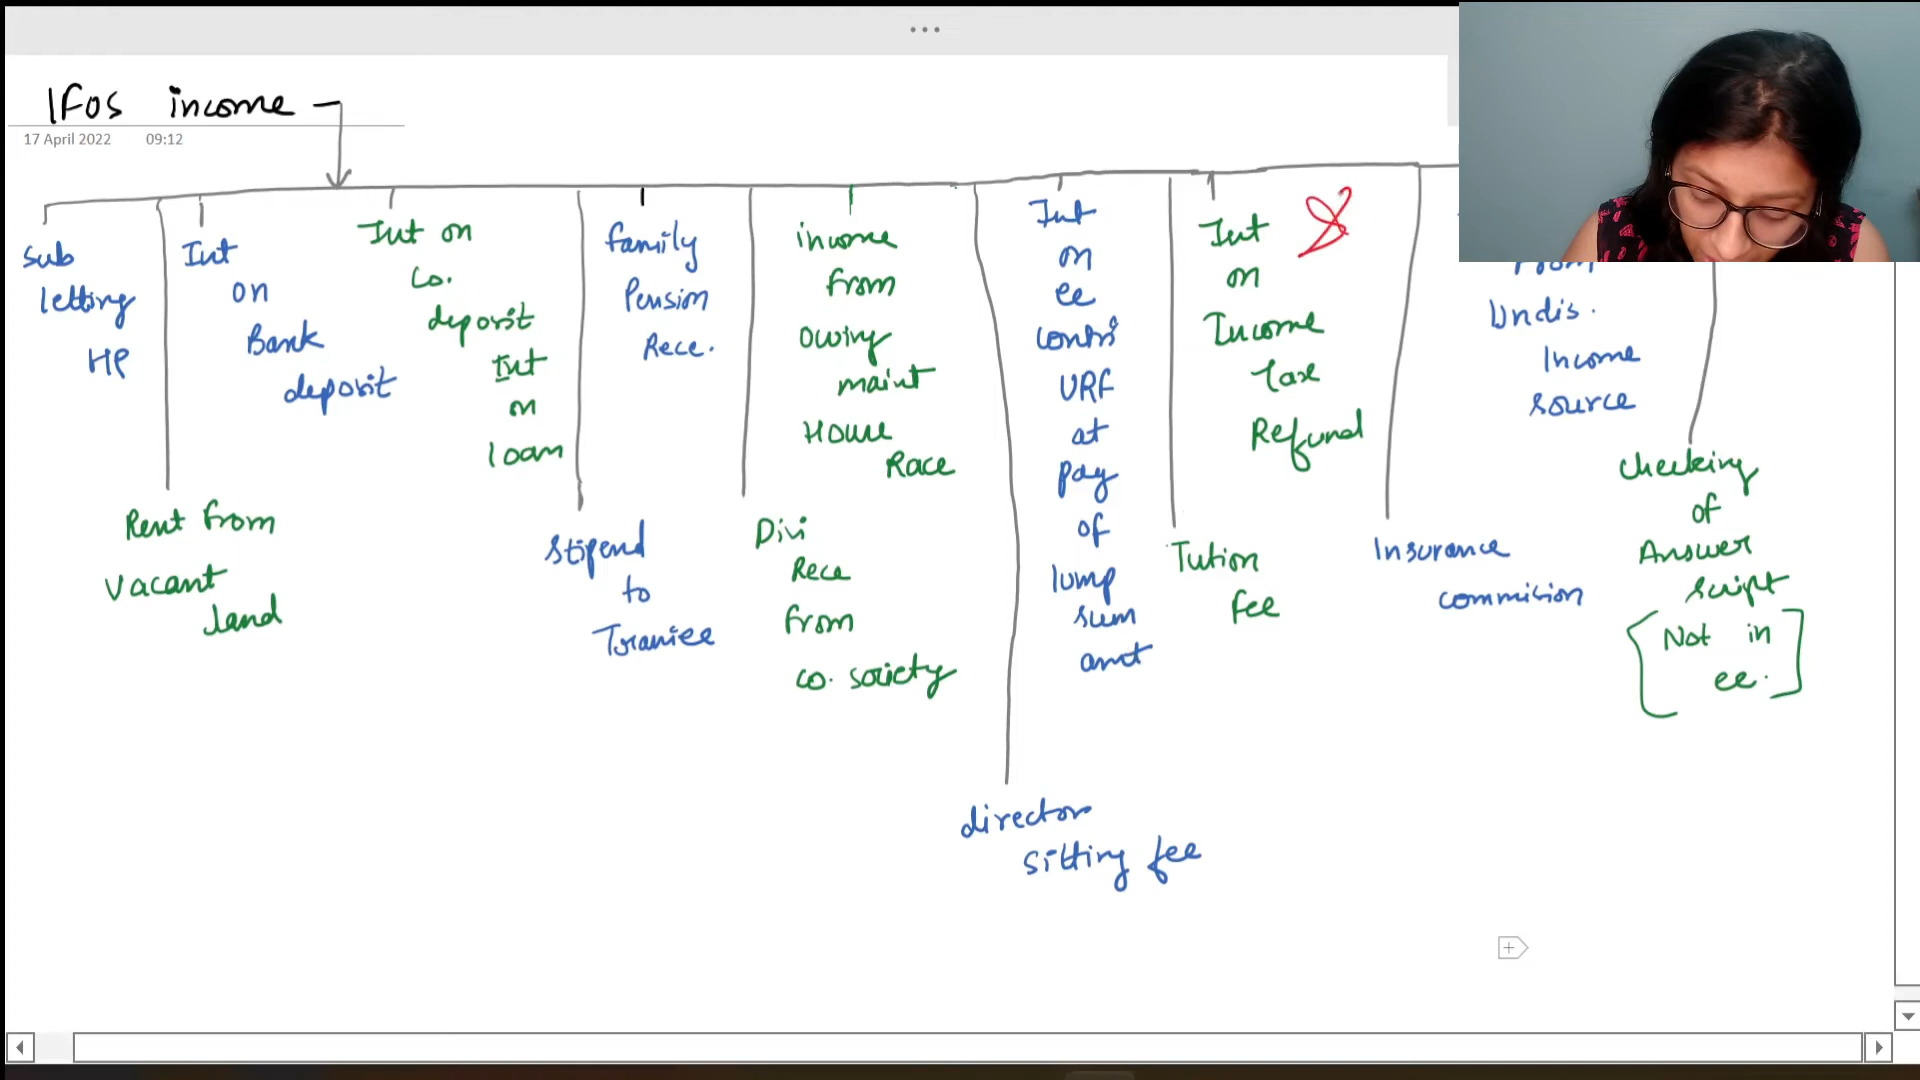 IFOS income
17 April 2022 09:12
Sub
letting
HP
Rent from
vacant
land
Int
on
Bank
deposit
Int on
Co.
deposit
Int
on
loan
Stipend
to
Traniee
family
Pension
Rece.
Divi
Rece
from
co. society
income
from
owing
maint
House
Race
director
sitting fee
Int
on
ee
contri
URF
at
pay
of
lump
sum
amt
Tution
fee
Int
on
Income
Tax
Refund
Insurance
commision
from
Undis.
Income
source
checking
of
Answer
script
[Not in
ee.]